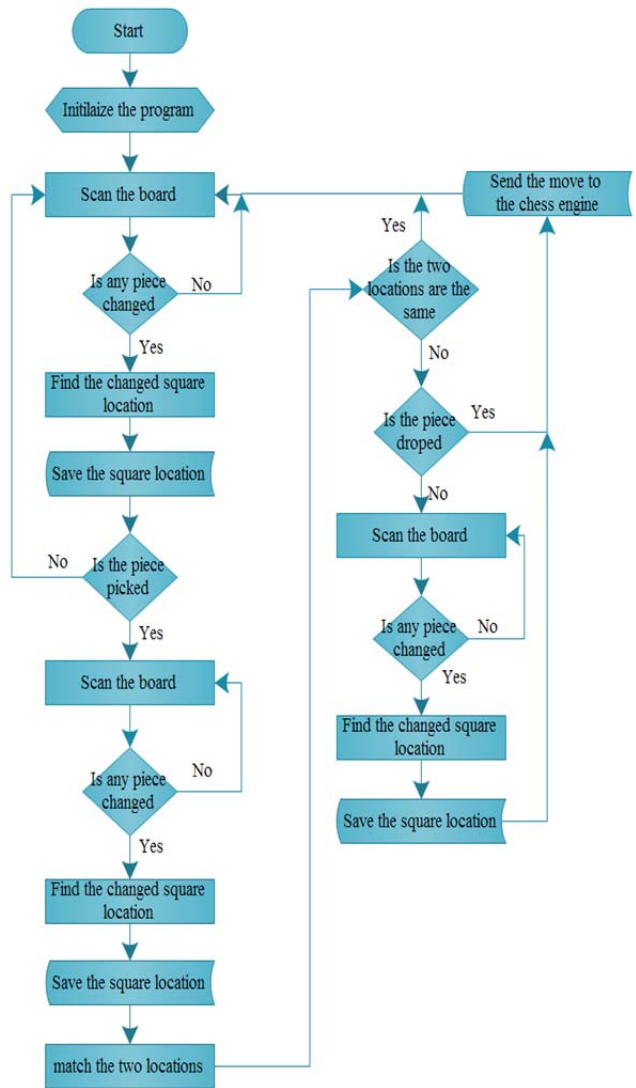 Start
Initilaize the program
Scan the board
Is any piece
changed
No
Yes
Find the changed square
location
Save the square location
Is the piece
picked
No
Yes
Scan the board
Is any piece
changed
No
Yes
Find the changed square
location
Save the square location
match the two locations
Send the move to
the chess engine
Yes
Is the two
locations are the
same
No
Is the piece
droped
Yes
No
Scan the board
Is any piece
changed
No
Yes
Find the changed square
location
Save the square location